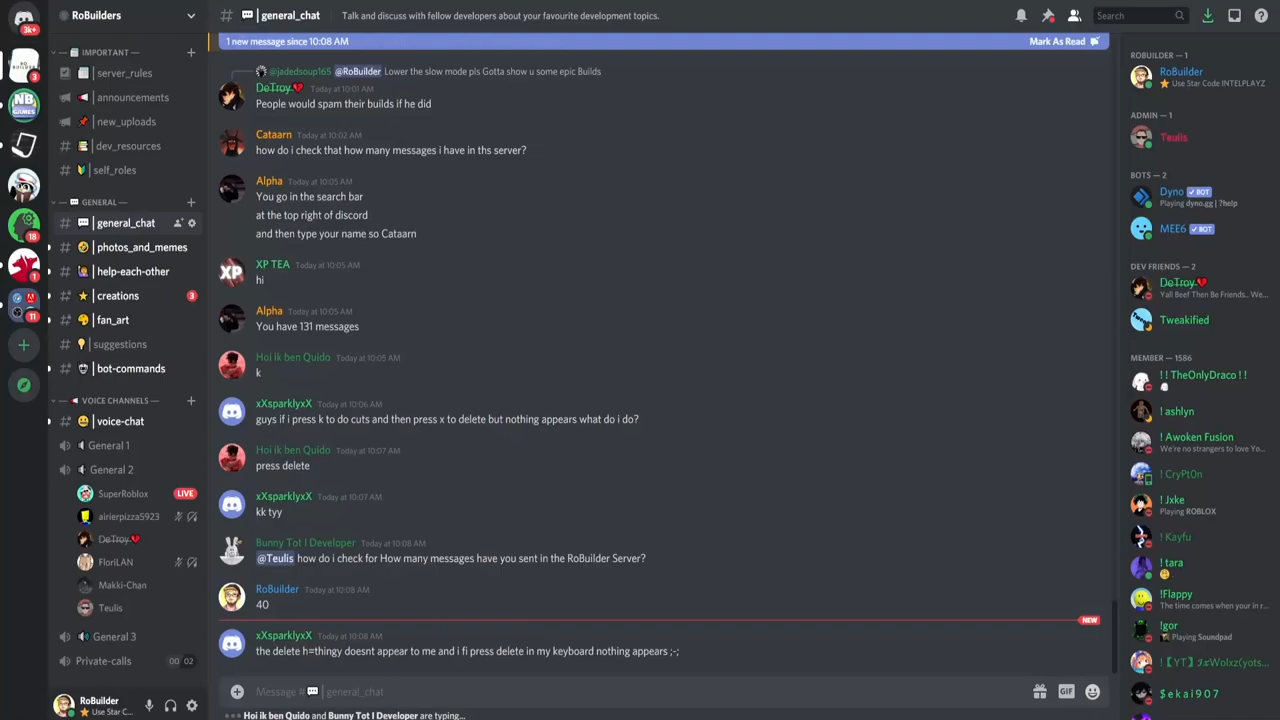 3k+
RoBuilders
IMPORTANT
server_rules
announcements
new_uploads
dev_resources
self_roles
GENERAL
general_chat
photos_and_memes
help-each-other
creations 3
fan_art
suggestions
bot-commands
VOICE CHANNELS
voice-chat
General 1
General 2
SuperRoblox LIVE
airierpizza5923
DeTroy
FloriLAN
Makki-Chan
Teulis
General 3
Private-calls 00 02
RoBuilder
Use Star C...
3
NB
GAMES
18
1
11
# | general_chat Talk and discuss with fellow developers about your favourite development topics.
Search
1 new message since 10:08 AM Mark As Read
@jadedsoup165 @RoBuilder Lower the slow mode pls Gotta show u some epic Builds
DeTroy Today at 10:01 AM
People would spam their builds if he did
Cataarn Today at 10:02 AM
how do i check that how many messages i have in ths server?
Alpha Today at 10:05 AM
You go in the search bar
at the top right of discord
and then type your name so Cataarn
XP
XP TEA Today at 10:05 AM
hi
Alpha Today at 10:05 AM
You have 131 messages
Hoi ik ben Quido Today at 10:05 AM
k
xXsparklyxX Today at 10:06 AM
guys if i press k to do cuts and then press x to delete but nothing appears what do i do?
Hoi ik ben Quido Today at 10:07 AM
press delete
xXsparklyxX Today at 10:07 AM
kk tyy
Bunny Tot I Developer Today at 10:08 AM
@Teulis how do i check for How many messages have you sent in the RoBuilder Server?
RoBuilder Today at 10:08 AM
40
NEW
xXsparklyxX Today at 10:08 AM
the delete h=thingy doesnt appear to me and i fi press delete in my keyboard nothing appears ;-;
Message # | general_chat
GIF
Hoi ik ben Quido and Bunny Tot I Developer are typing...
ROBUILDER — 1
RoBuilder
Use Star Code INTELPLAYZ
ADMIN — 1
Teulis
BOTS — 2
Dyno ✓ BOT
Playing dyno.gg | ?help
MEE6 ✓ BOT
DEV FRIENDS — 2
DeTroy
Yall Beef Then Be Friends.. We...
Tweakified
MEMBER — 1586
! ! TheOnlyDraco ! !
! ashlyn
! Awoken Fusion
We're no strangers to love Yo...
! CryPt0n
! Jxke
Playing ROBLOX
! Kayfu
! tara
!Flappy
The time comes when your in r...
!gor
Playing Soundpad
!【YT】ℐ𝓍Wolxz(yots...
$ e k a i 9 0 7